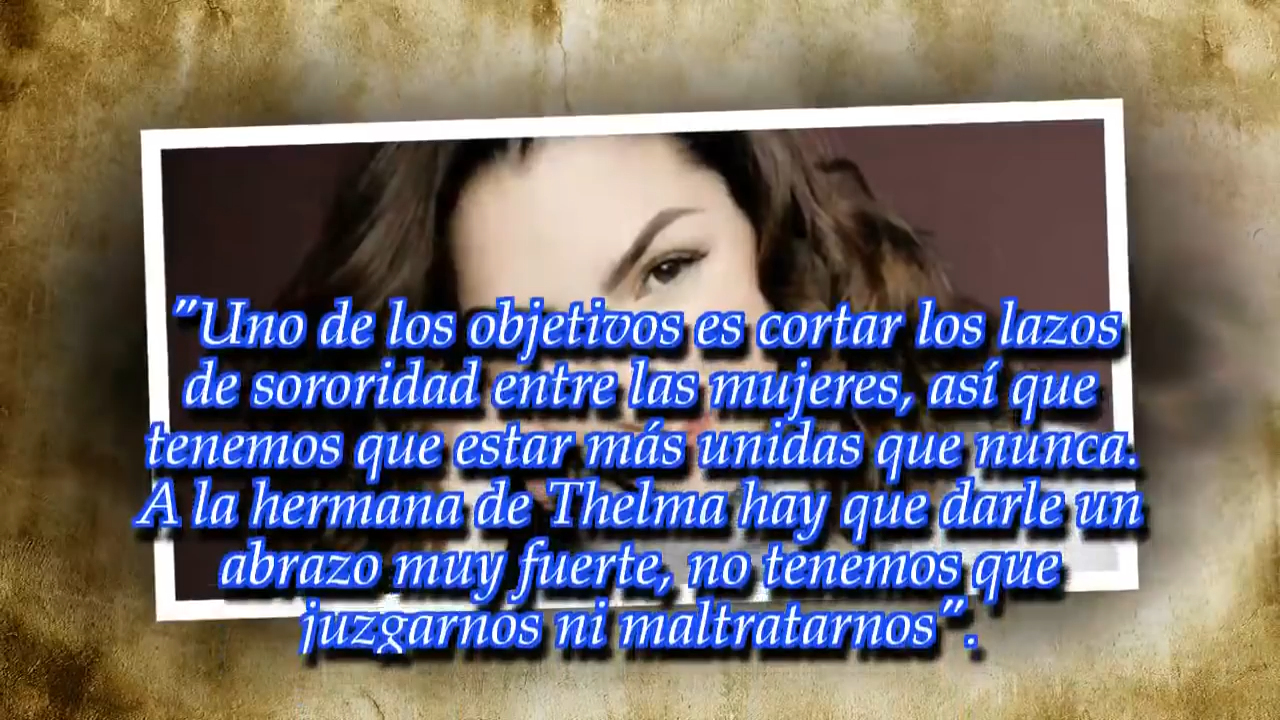 "Uno de los objetivos es cortar los lazos
de sororidad entre las mujeres, así que
tenemos que estar más unidas que nunca.
A la hermana de Thelma hay que darle un
abrazo muy fuerte, no tenemos que
juzgarnos ni maltratarnos".